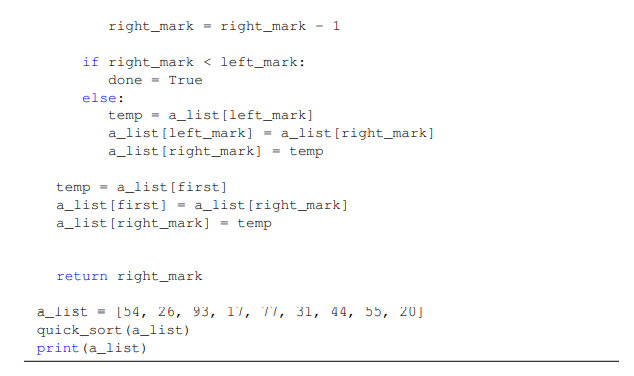 right_mark = right_mark - 1
if right_mark < left_mark:
done = True
else:
temp = a_list[left_mark]
a_list[left_mark] = a_list[right_mark]
a_list[right_mark] = temp
temp = a_list[first]
a_list[first] = a_list[right_mark]
a_list[right_mark] = temp
return right_mark
a_list = [54, 26, 93, 17, 77, 31, 44, 55, 20]
quick_sort(a_list)
print(a_list)